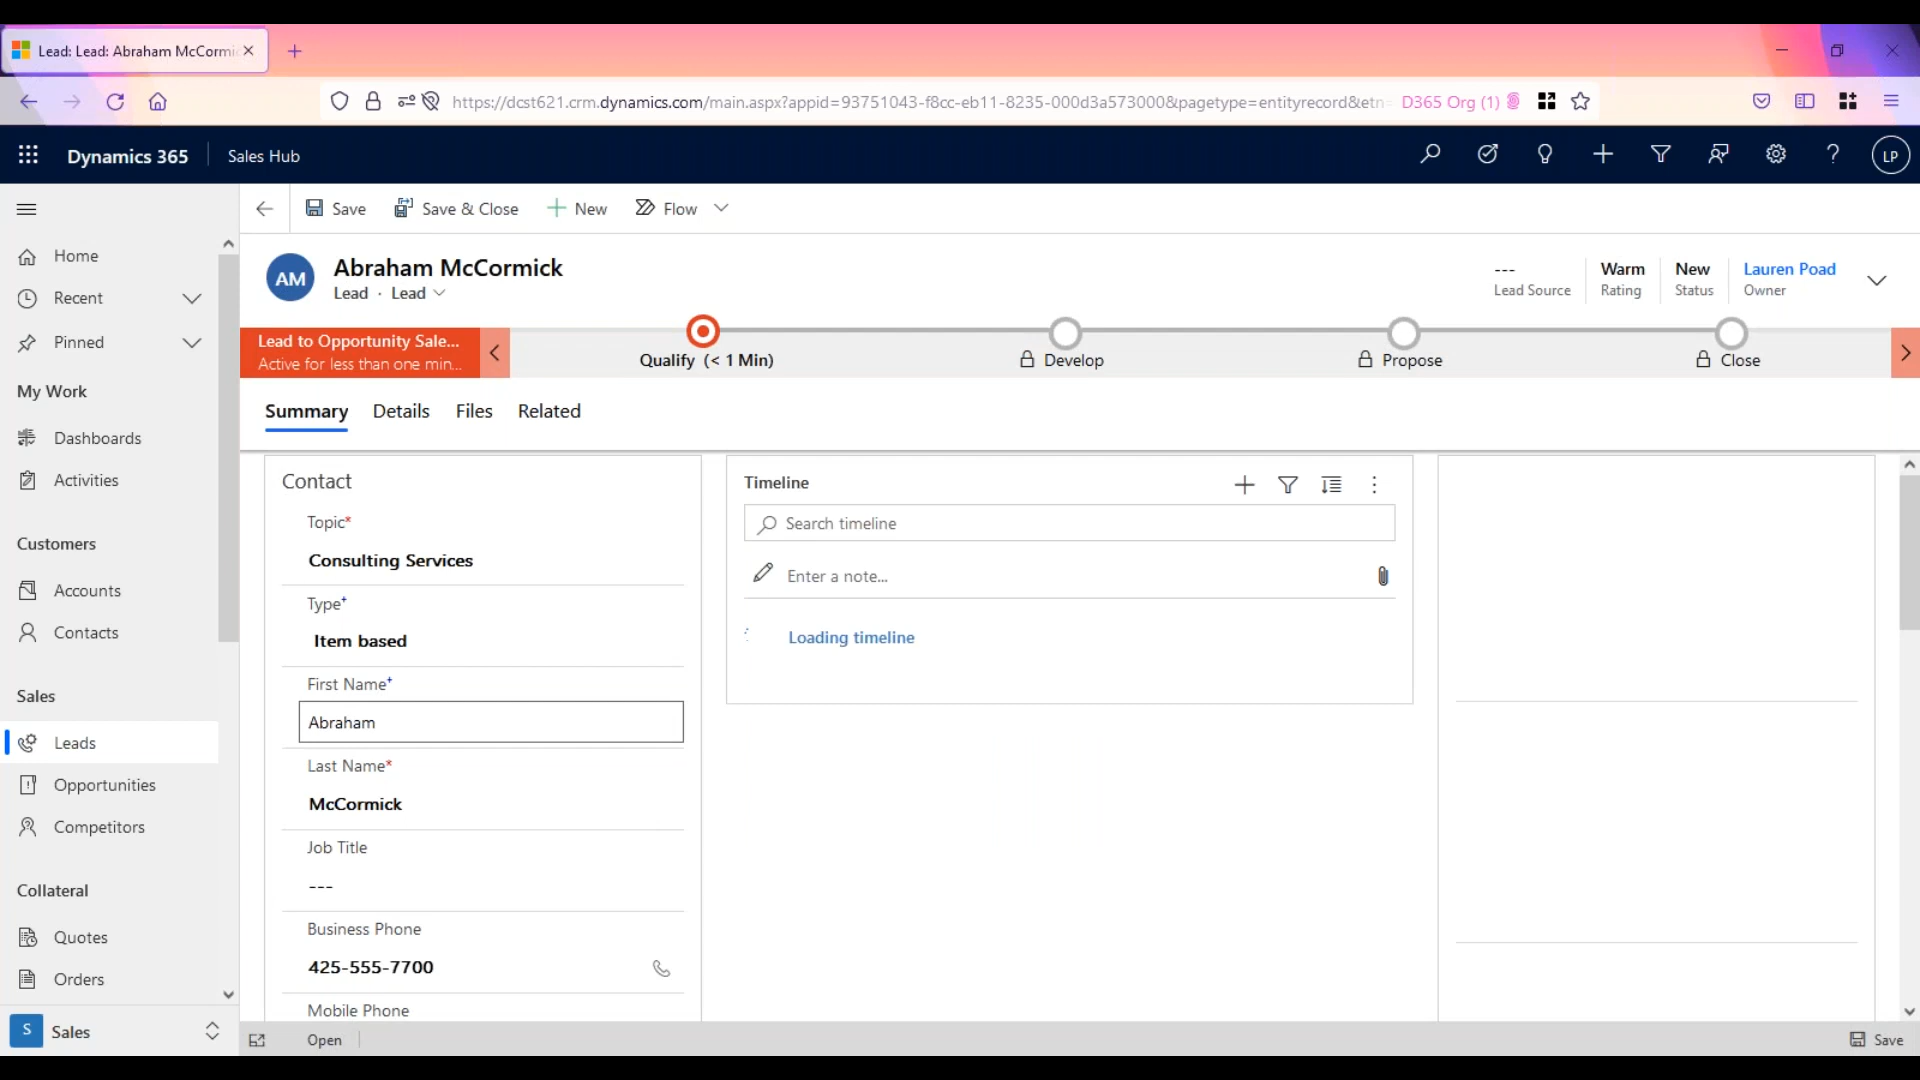 Lead: Lead: Abraham McCormi
https://dcst621.crm.dynamics.com/main.aspx?appid=93751043-f8cc-eb11-8235-000d3a573000&pagetype=entityrecord&etn= D365 Org (1)
Dynamics 365 Sales Hub
? LP
Save Save & Close New Flow
Home
Recent
Pinned
My Work
Dashboards
Activities
Customers
Accounts
Contacts
Sales
Leads
Opportunities
Competitors
Collateral
Quotes
Orders
S Sales
AM
Abraham McCormick
Lead · Lead
---
Lead Source
Warm
Rating
New
Status
Lauren Poad
Owner
Lead to Opportunity Sale...
Active for less than one min...
Qualify (< 1 Min)
Develop
Propose
Close
Summary Details Files Related
Contact
Topic*
Consulting Services
Type+
Item based
First Name+
Abraham
Last Name*
McCormick
Job Title
---
Business Phone
425-555-7700
Mobile Phone
Timeline
Search timeline
Enter a note...
Loading timeline
Open
Save